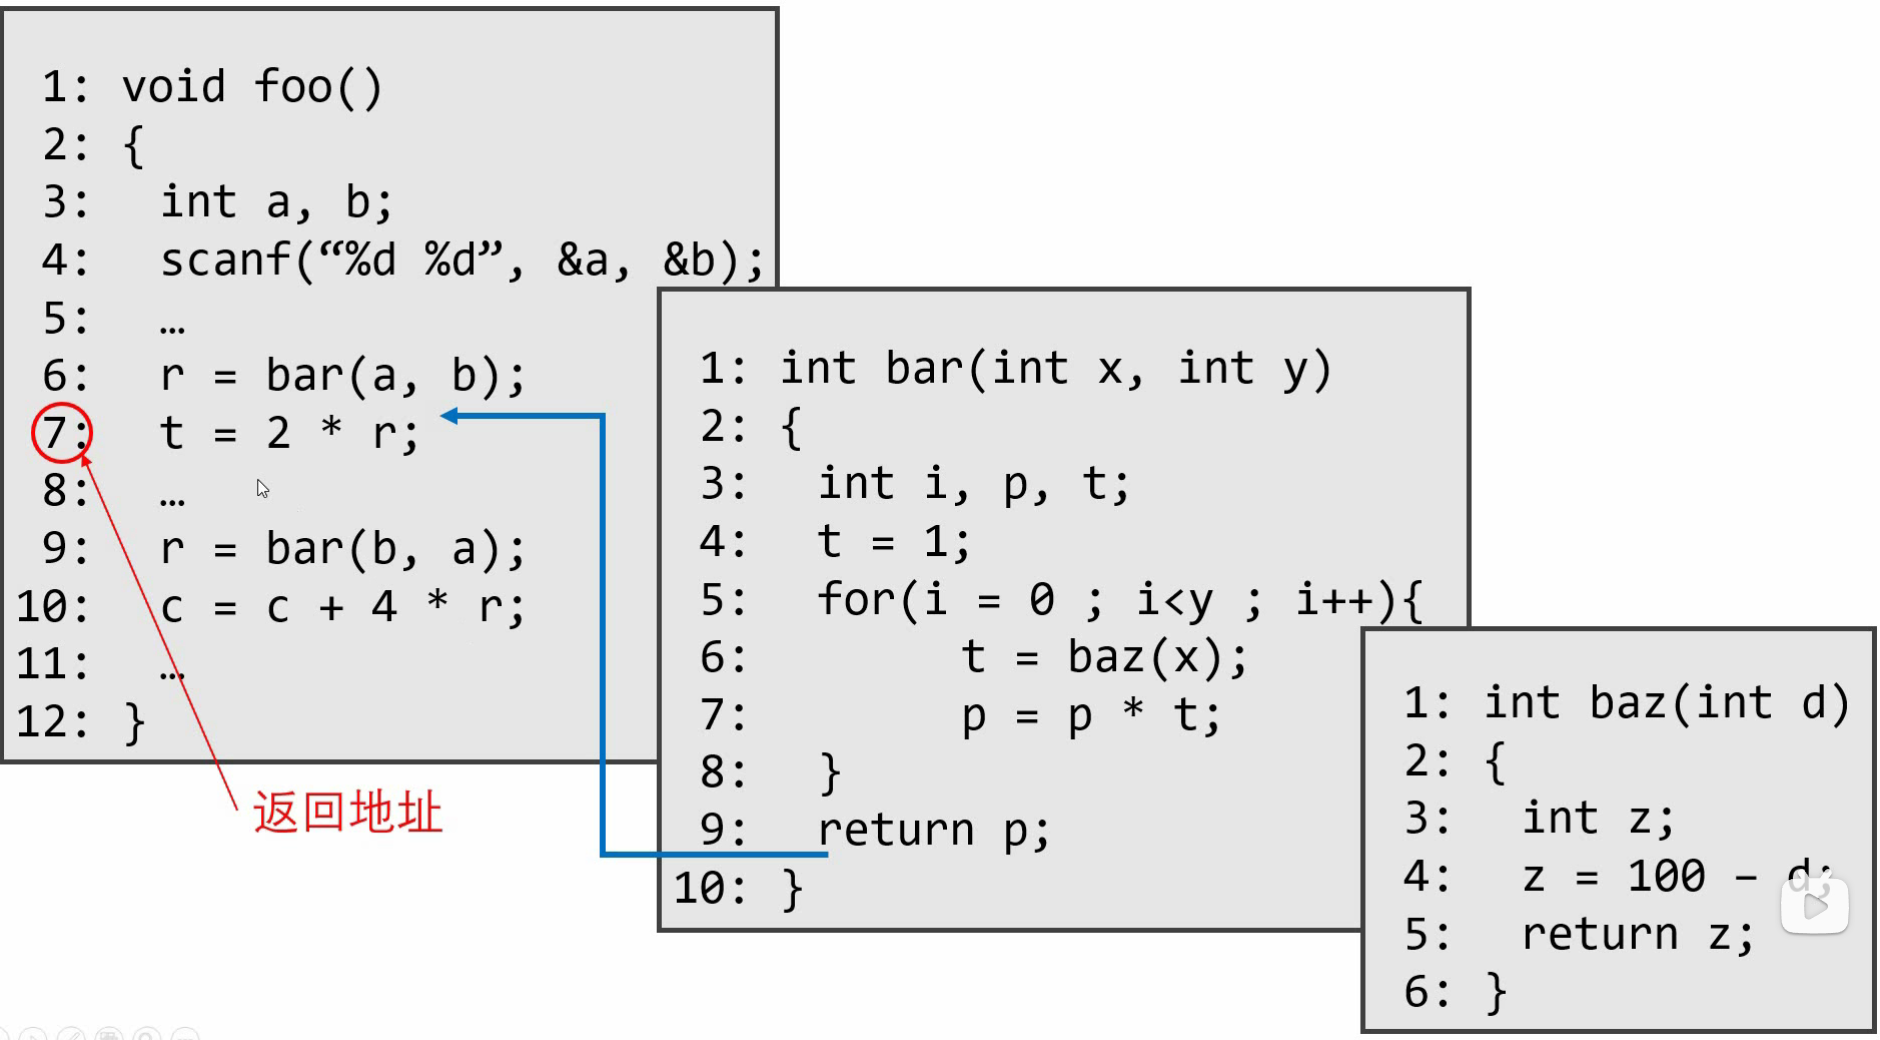 1: void foo()
2: {
3: int a, b;
4: scanf(“%d %d”, &a, &b);
5: …
6: r = bar(a, b);
7: t = 2 * r;
8: …
9: r = bar(b, a);
10: c = c + 4 * r;
11: …
12: }
返回地址
1: int bar(int x, int y)
2: {
3: int i, p, t;
4: t = 1;
5: for(i = 0 ; i<y ; i++){
6: t = baz(x);
7: p = p * t;
8: }
9: return p;
10: }
1: int baz(int d)
2: {
3: int z;
4: z = 100 – d;
5: return z;
6: }